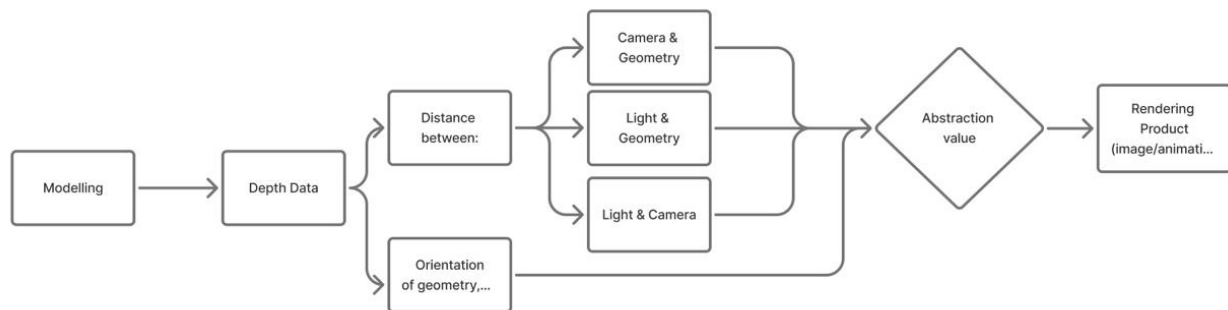 Modelling
Depth Data
Distance
between:
Orientation
of geometry,...
Camera &
Geometry
Light &
Geometry
Light & Camera
Abstraction
value
Rendering
Product
(image/animati...